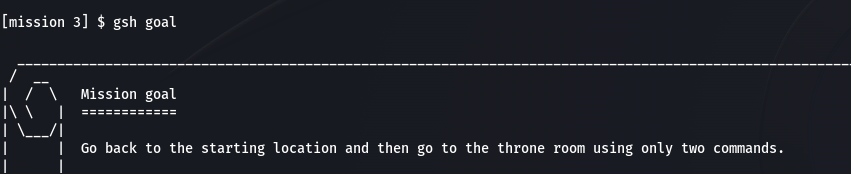 [mission 3] $ gsh goal
Mission goal
============
Go back to the starting location and then go to the throne room using only two commands.